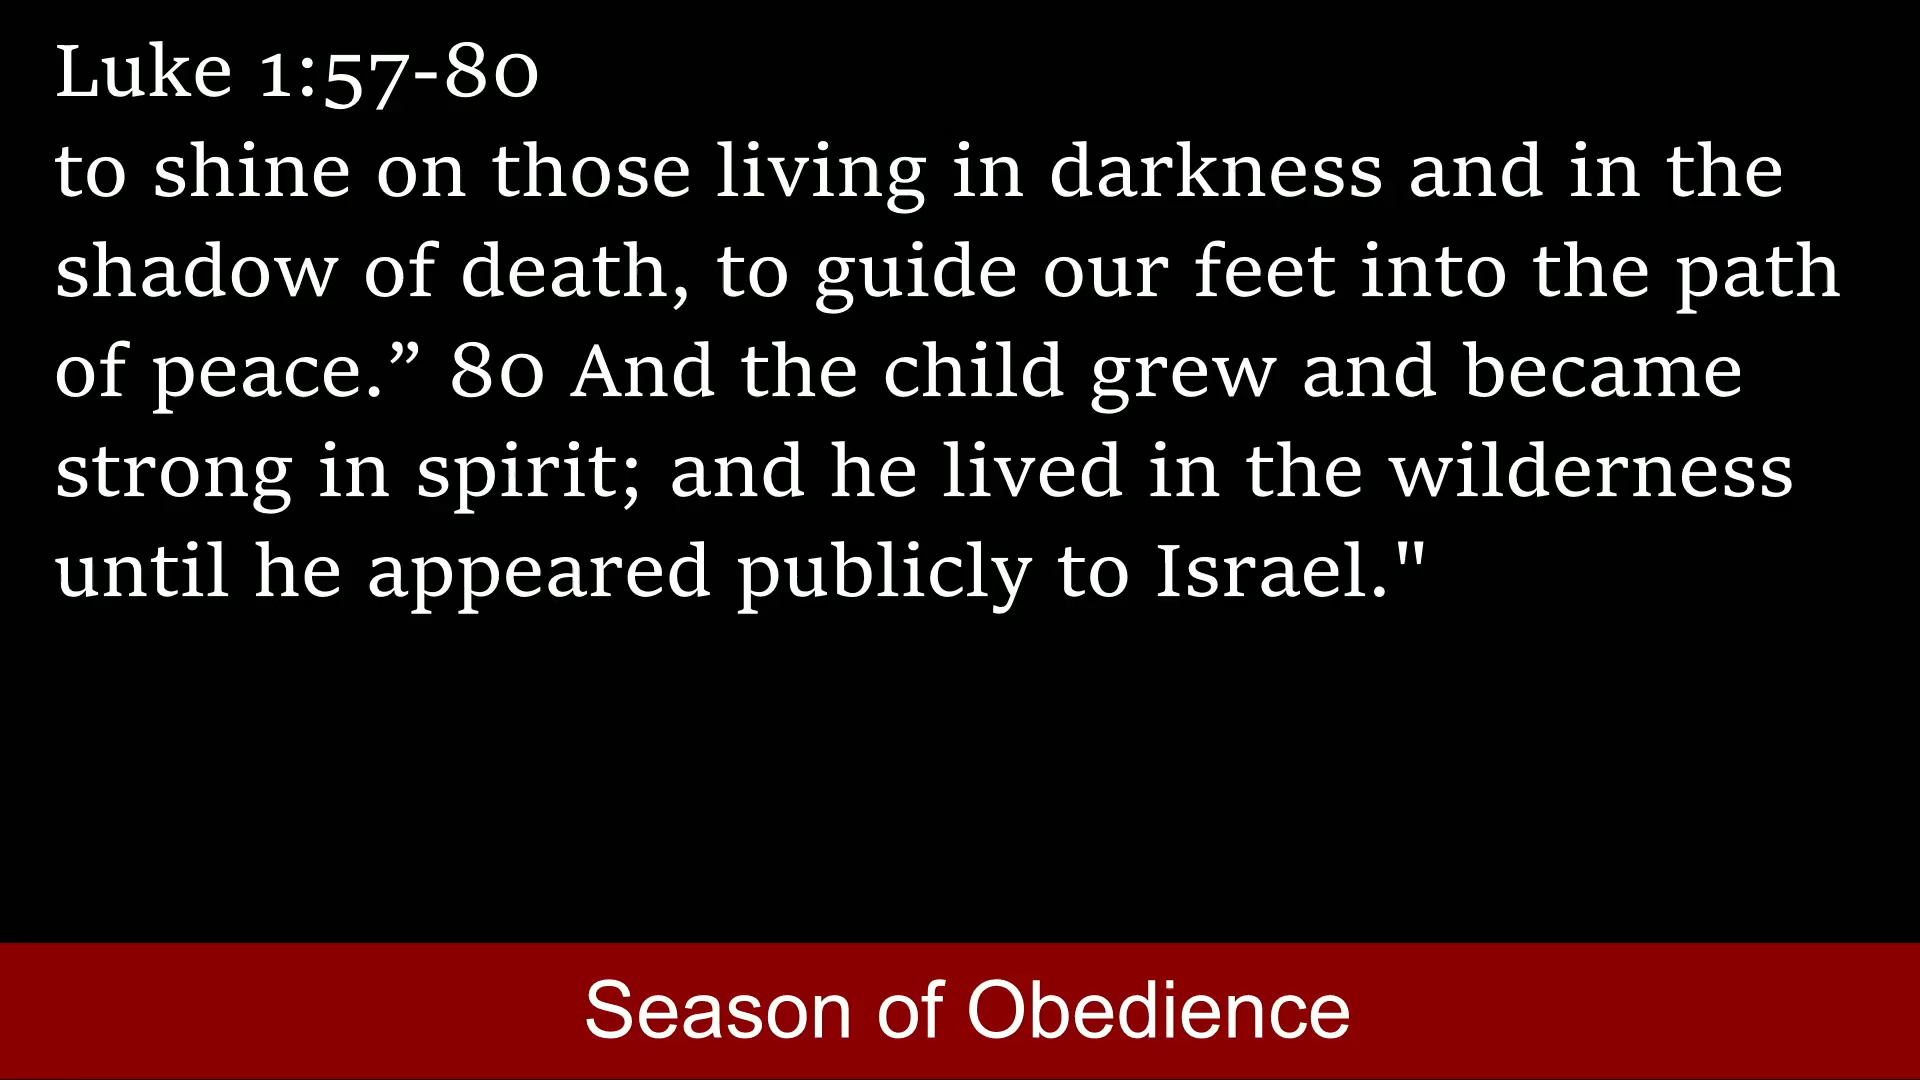 Luke 1:57-80
to shine on those living in darkness and in the
shadow of death, to guide our feet into the path
of peace.” 80 And the child grew and became
strong in spirit; and he lived in the wilderness
until he appeared publicly to Israel."
Season of Obedience